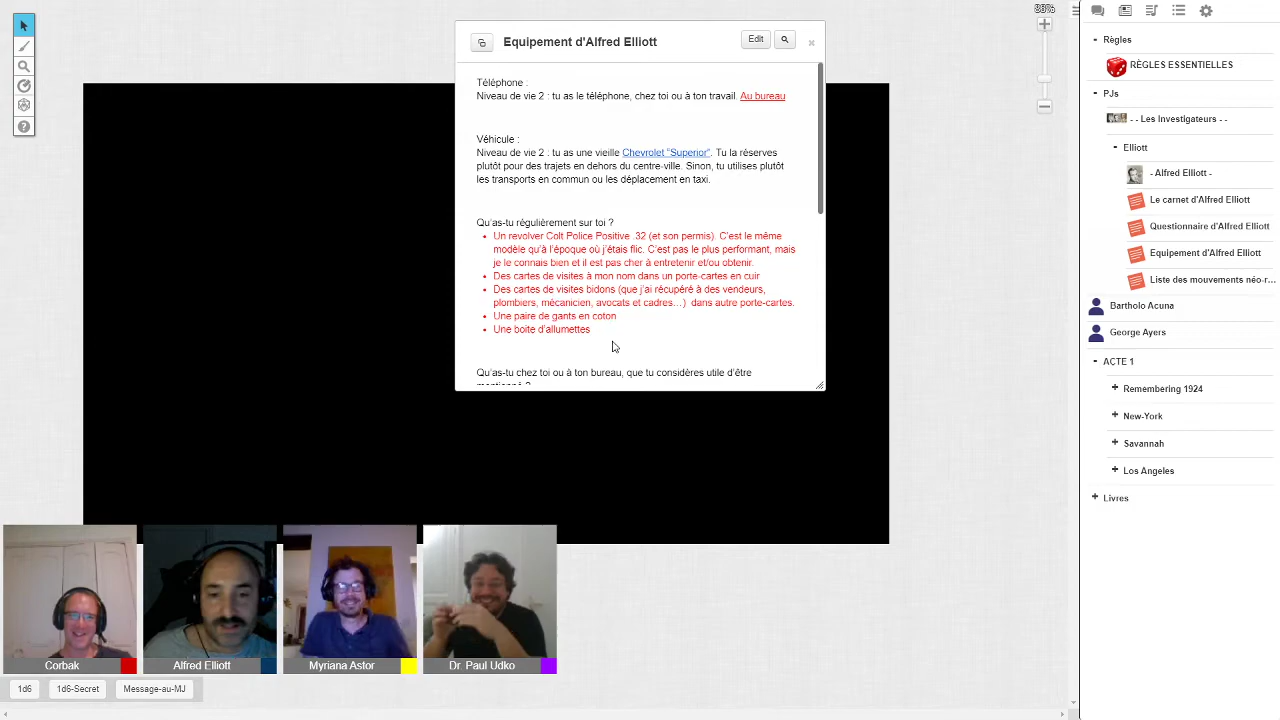 88%
Equipement d'Alfred Elliott
Edit
Téléphone :
Niveau de vie 2 : tu as le téléphone, chez toi ou à ton travail. Au bureau
Véhicule :
Niveau de vie 2 : tu as une vieille Chevrolet "Superior". Tu la réserves
plutôt pour des trajets en dehors du centre-ville. Sinon, tu utilises plutôt
les transports en commun ou les déplacement en taxi.
Qu'as-tu régulièrement sur toi ?
Un revolver Colt Police Positive .32 (et son permis). C'est le même
modèle qu'à l'époque où j'étais flic. C'est pas le plus performant, mais
je le connais bien et il est pas cher à entretenir et/ou obtenir.
Des cartes de visites à mon nom dans un porte-cartes en cuir
Des cartes de visites bidons (que j'ai récupéré à des vendeurs,
plombiers, mécanicien, avocats et cadres…) dans autre porte-cartes.
Une paire de gants en coton
Une boite d'allumettes
Qu'as-tu chez toi ou à ton bureau, que tu considères utile d'être
mentionné ?
Règles
RÈGLES ESSENTIELLES
PJs
- - Les Investigateurs - -
Elliott
- Alfred Elliott -
Le carnet d'Alfred Elliott
Questionnaire d'Alfred Elliott
Equipement d'Alfred Elliott
Liste des mouvements néo-r...
Bartholo Acuna
George Ayers
ACTE 1
Remembering 1924
New-York
Savannah
Los Angeles
Livres
Corbak
Alfred Elliott
Myriana Astor
Dr. Paul Udko
1d6
1d6-Secret
Message-au-MJ